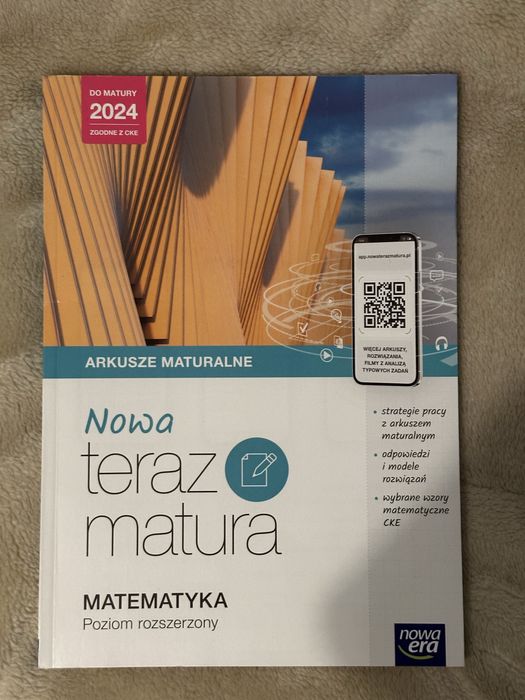 DO MATURY
2024
ZGODNE Z CKE
app.nowaterazmatura.pl
WIĘCEJ ARKUSZY,
ROZWIĄZANIA,
FILMY Z ANALIZĄ
TYPOWYCH ZADAŃ
ARKUSZE MATURALNE
Nowa
teraz
matura
• strategie pracy
z arkuszem
maturalnym
• odpowiedzi
i modele
rozwiązań
• wybrane wzory
matematyczne
CKE
MATEMATYKA
Poziom rozszerzony
nowa
era